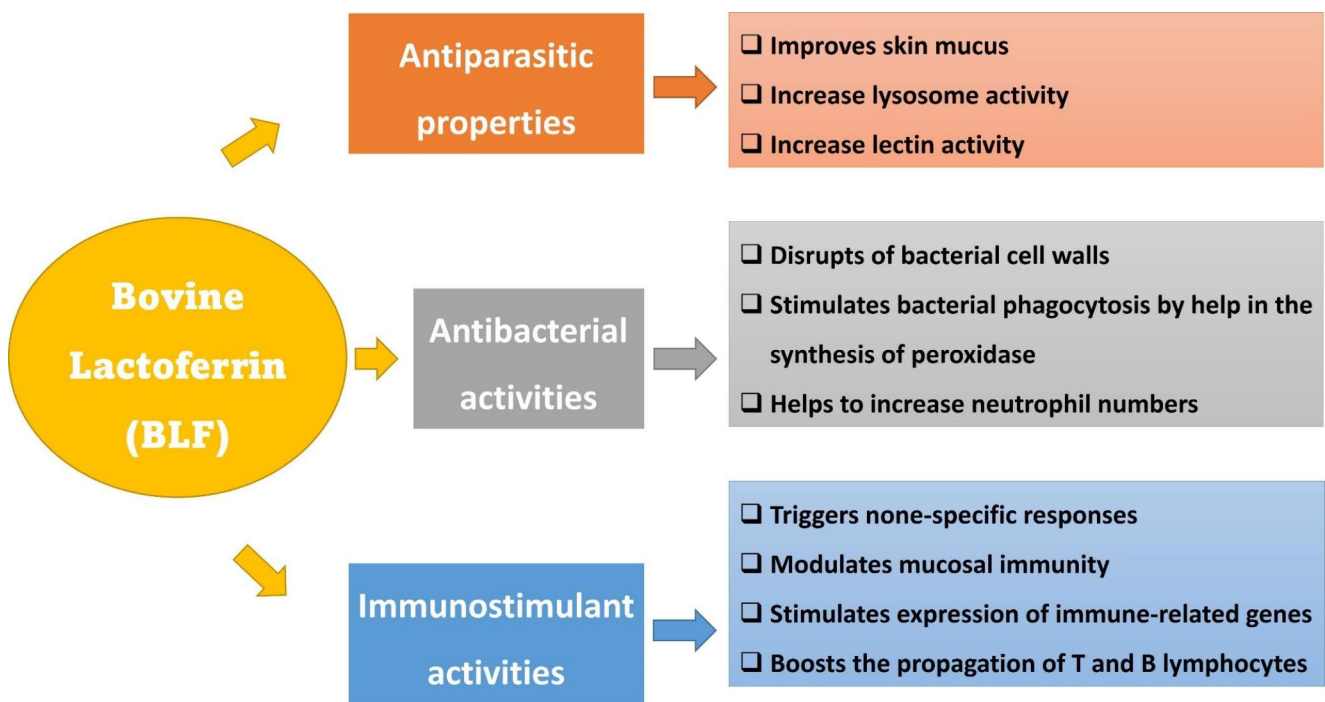 Antiparasitic
properties
Improves skin mucus
Increase lysosome activity
Increase lectin activity
Bovine
Lactoferrin
(BLF)
Antibacterial
activities
Disrupts of bacterial cell walls
Stimulates bacterial phagocytosis by help in the
synthesis of peroxidase
Helps to increase neutrophil numbers
Immunostimulant
activities
Triggers none-specific responses
Modulates mucosal immunity
Stimulates expression of immune-related genes
Boosts the propagation of T and B lymphocytes